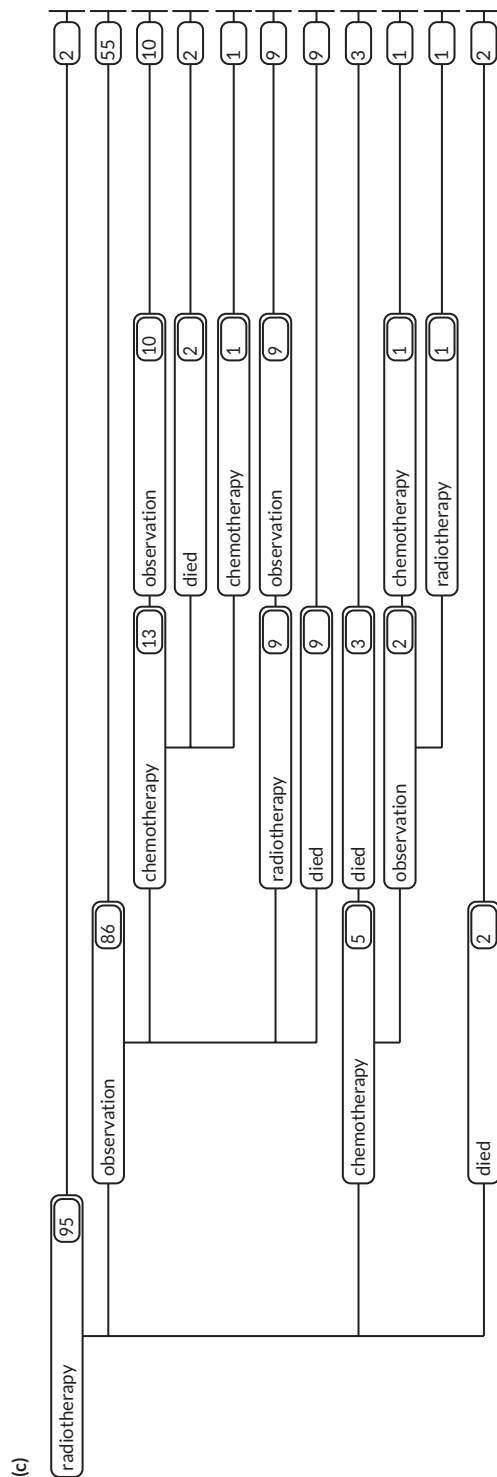 (c)
radiotherapy 95 2
observation 86 55
chemotherapy 13 observation 10 10
died 2 2
chemotherapy 1 1
radiotherapy 9 observation 9 9
died 9 9
chemotherapy 5 died 3 3
observation 2 chemotherapy 1 1
radiotherapy 1 1
died 2 2